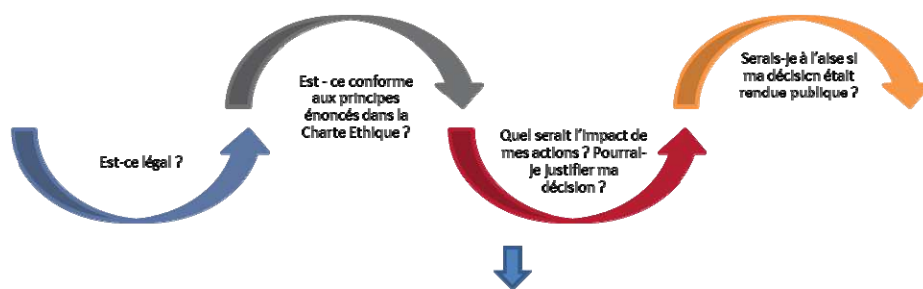 Est-ce légal ?
Est - ce conforme
aux principes
énoncés dans la
Charte Ethique ?
Quel serait l'impact de
mes actions ? Pourrai-
je justifier ma
décision ?
Serais-je à l'aise si
ma décision était
rendue publique ?